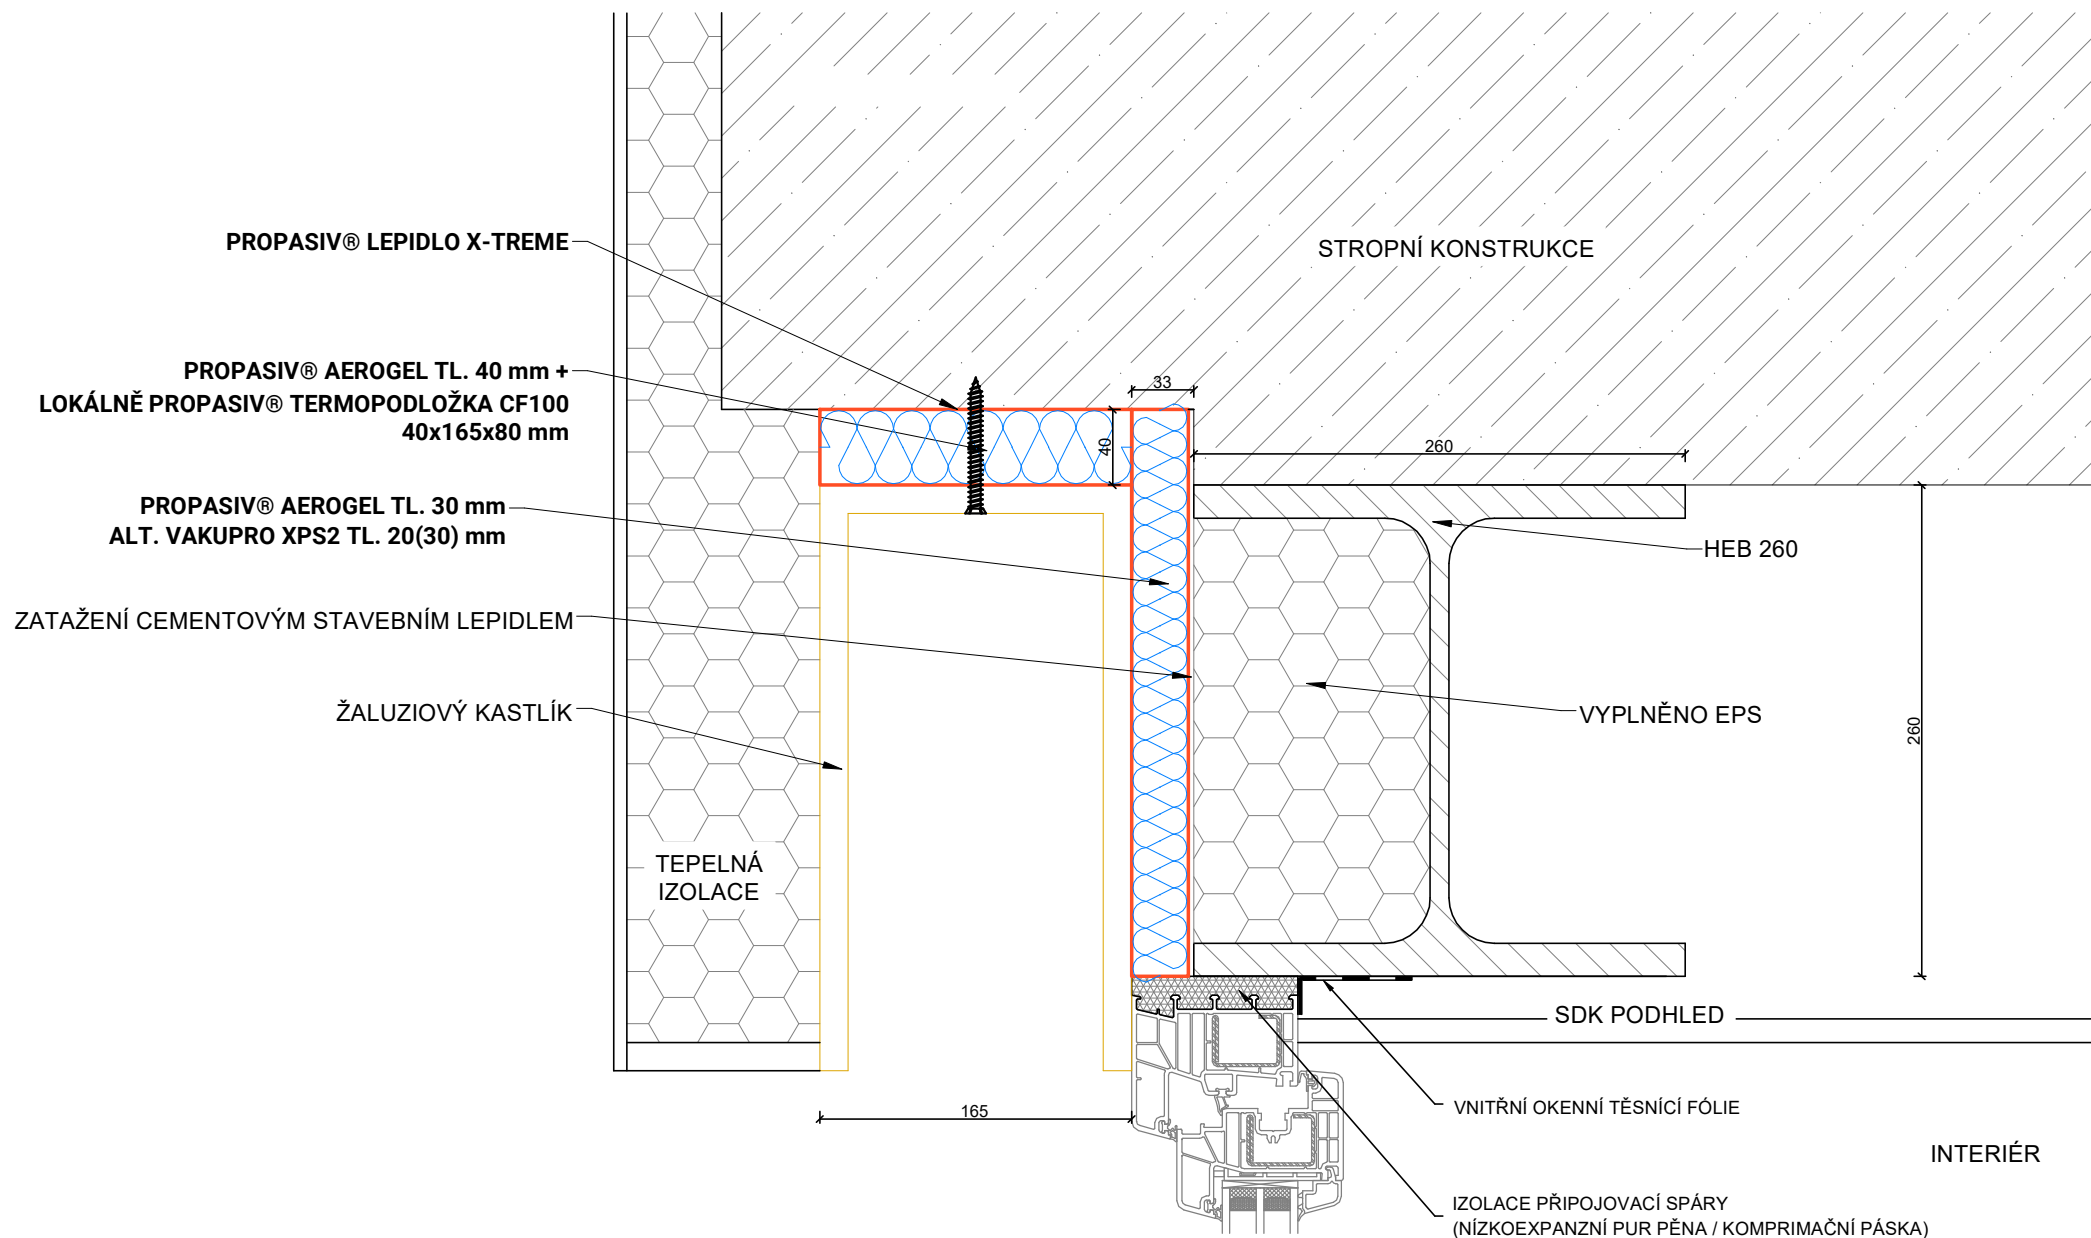 PROPASIV® LEPIDLO X-TREME
STROPNÍ KONSTRUKCE
PROPASIV® AEROGEL TL. 40 mm +
LOKÁLNĚ PROPASIV® TERMOPODLOŽKA CF100
40x165x80 mm
33
40
260
PROPASIV® AEROGEL TL. 30 mm
ALT. VAKUPRO XPS2 TL. 20(30) mm
HEB 260
ZATAŽENÍ CEMENTOVÝM STAVEBNÍM LEPIDLEM
ŽALUZIOVÝ KASTLÍK
VYPLNĚNO EPS
260
TEPELNÁ
IZOLACE
SDK PODHLED
165
VNITŘNÍ OKENNÍ TĚSNÍCÍ FÓLIE
INTERIÉR
IZOLACE PŘIPOJOVACÍ SPÁRY
(NÍZKOEXPANZNÍ PUR PĚNA / KOMPRIMAČNÍ PÁSKA)